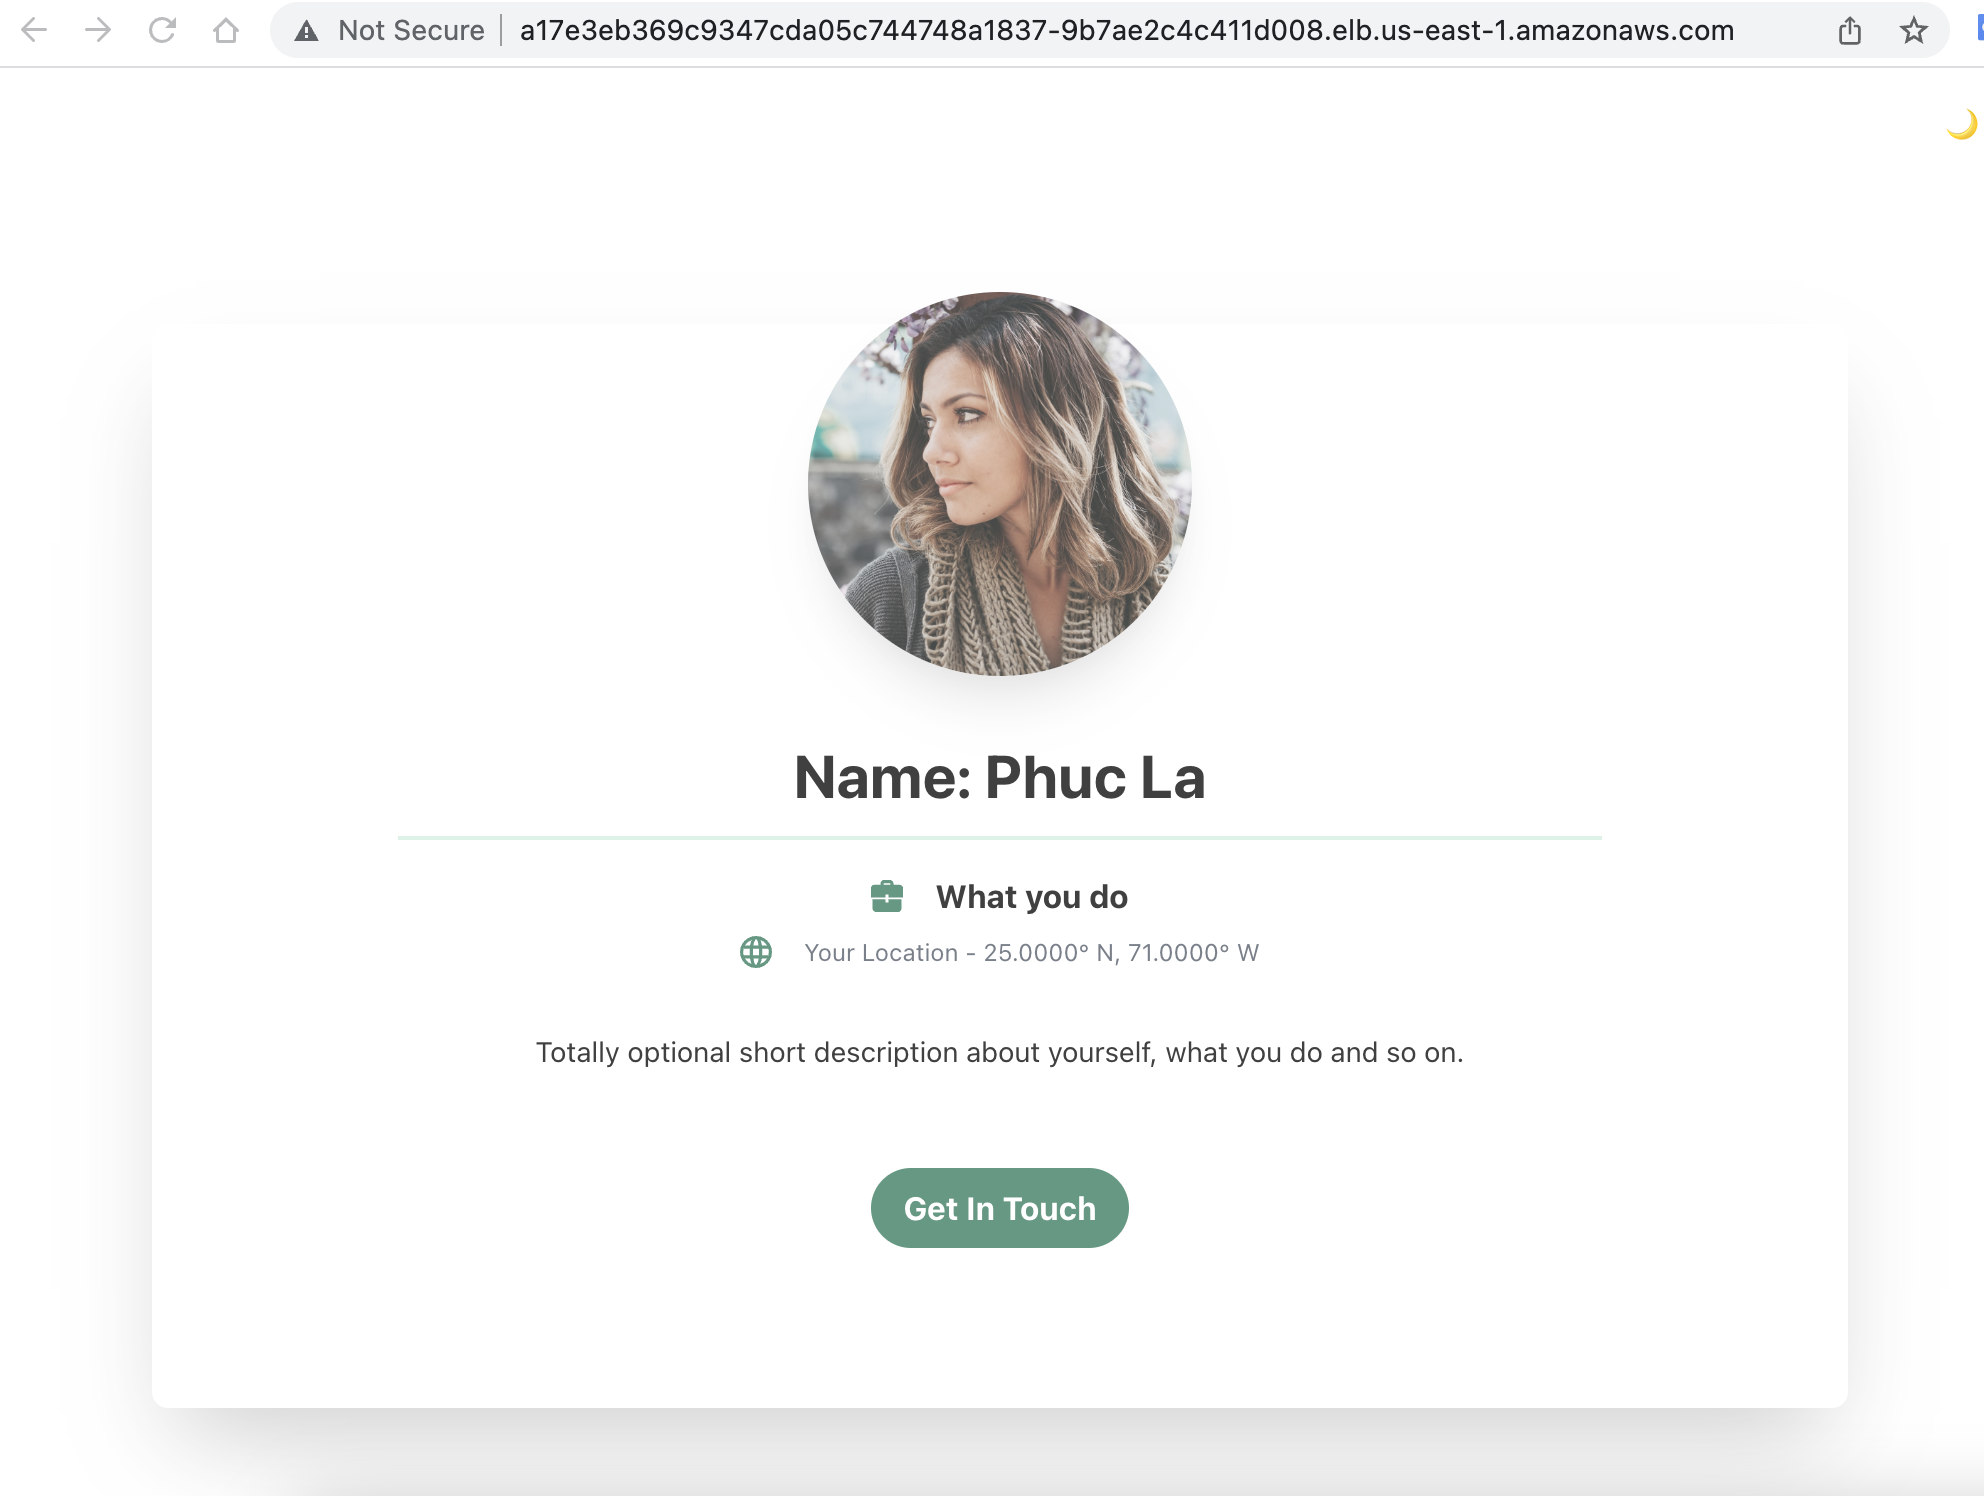 Not Secure a17e3eb369c9347cda05c744748a1837-9b7ae2c4c411d008.elb.us-east-1.amazonaws.com
Name: Phuc La
What you do
Your Location - 25.0000° N, 71.0000° W
Totally optional short description about yourself, what you do and so on.
Get In Touch